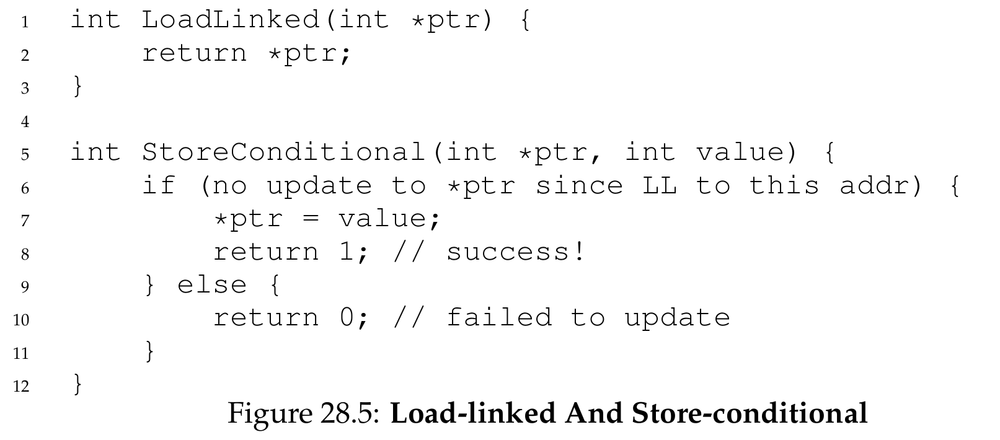 1 int LoadLinked(int *ptr) {
2 return *ptr;
3 }
4
5 int StoreConditional(int *ptr, int value) {
6 if (no update to *ptr since LL to this addr) {
7 *ptr = value;
8 return 1; // success!
9 } else {
10 return 0; // failed to update
11 }
12 }
Figure 28.5: Load-linked And Store-conditional